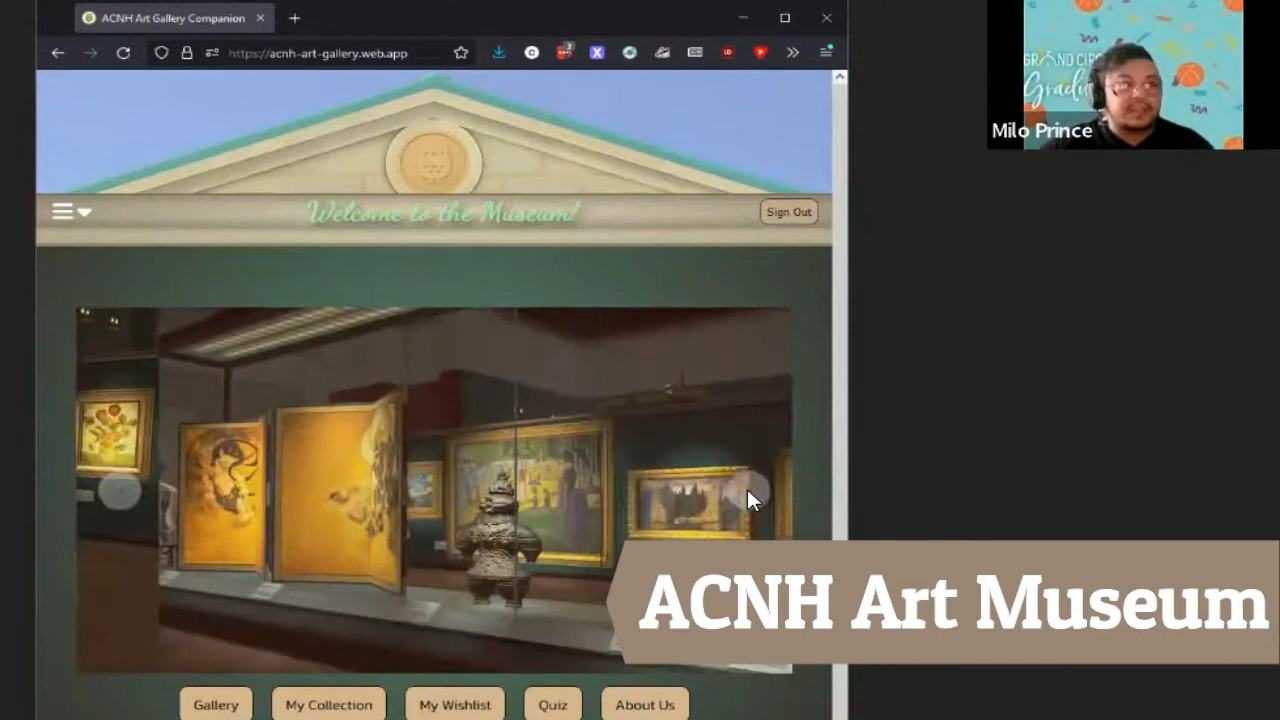 ACNH Art Gallery Companion
https://acnh-art-gallery.web.app
Welcome to the Museum!
Sign Out
Gallery
My Collection
My Wishlist
Quiz
About Us
Milo Prince
ACNH Art Museum